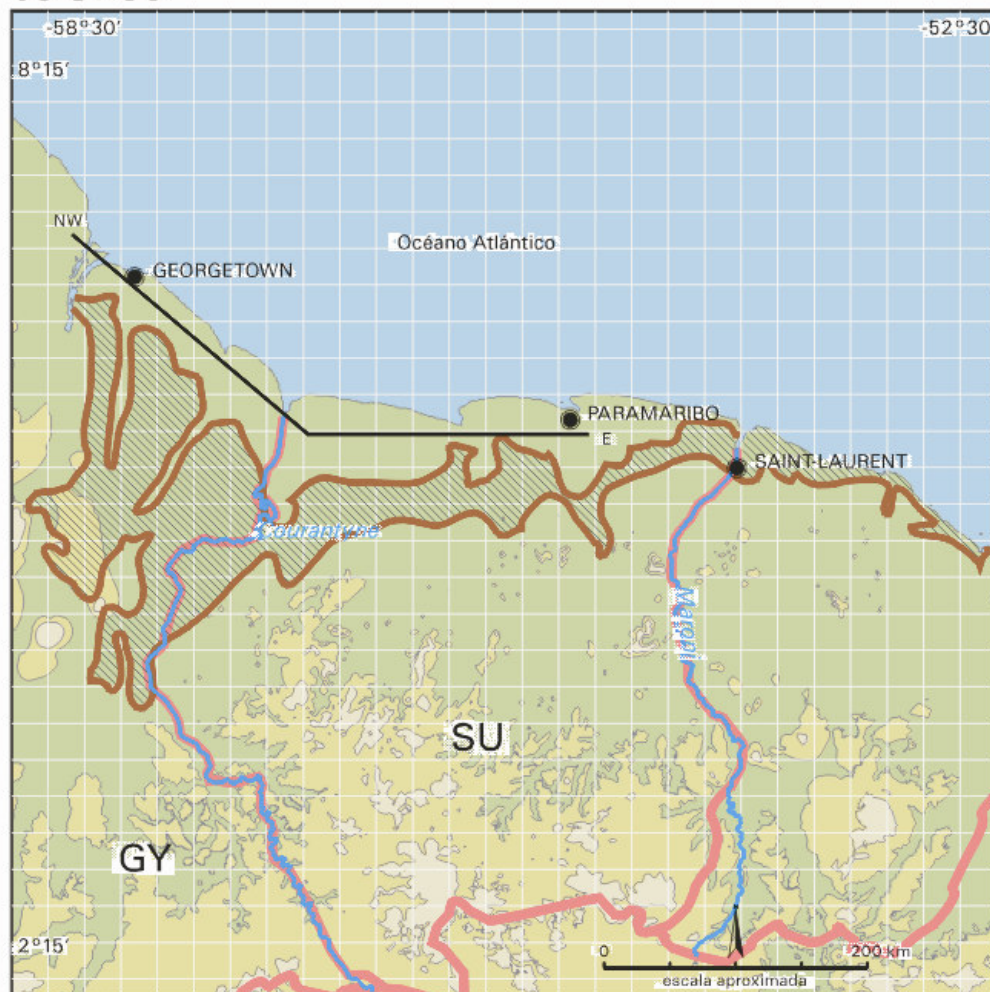 -58°30'
-52°30
8°15'
NW
Océano Atlántico
GEORGETOWN
PARAMARIBO
E
SAINT-LAURENT
Courantyne
Maroni
SU
GY
2°15'
0
200 km
escala aproximada